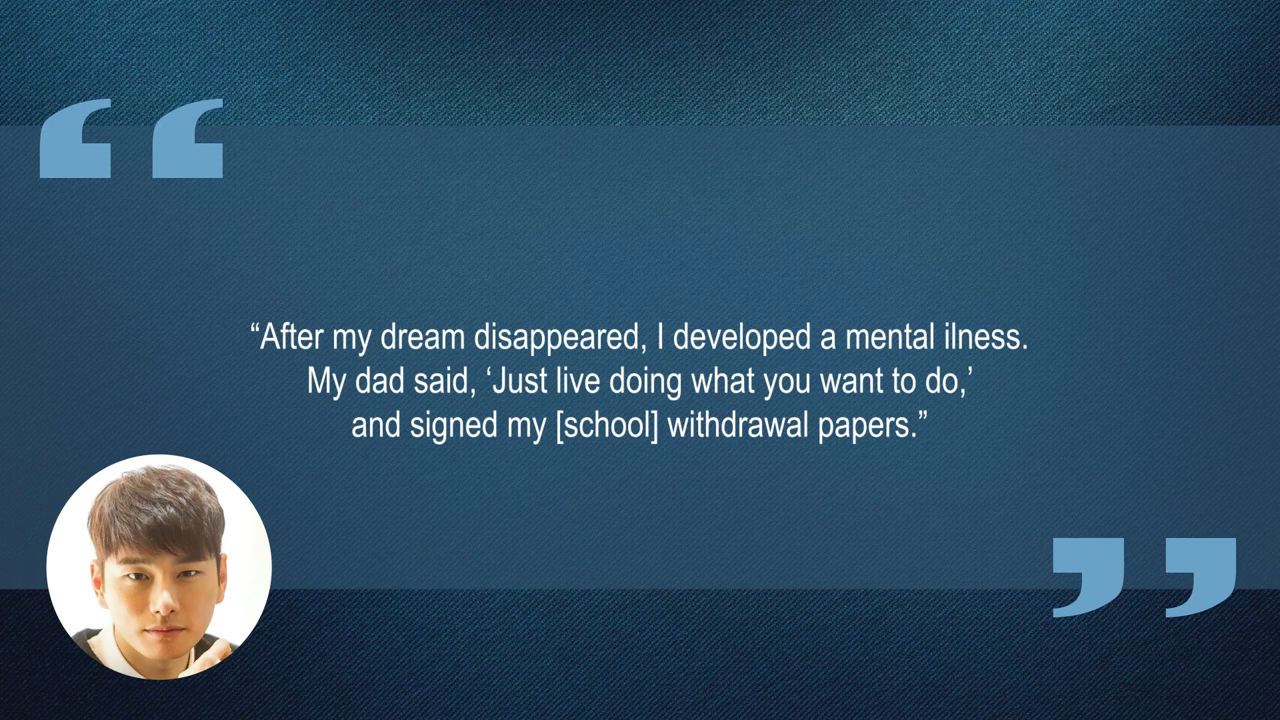 “After my dream disappeared, I developed a mental ilness.
My dad said, ‘Just live doing what you want to do,’
and signed my [school] withdrawal papers.”